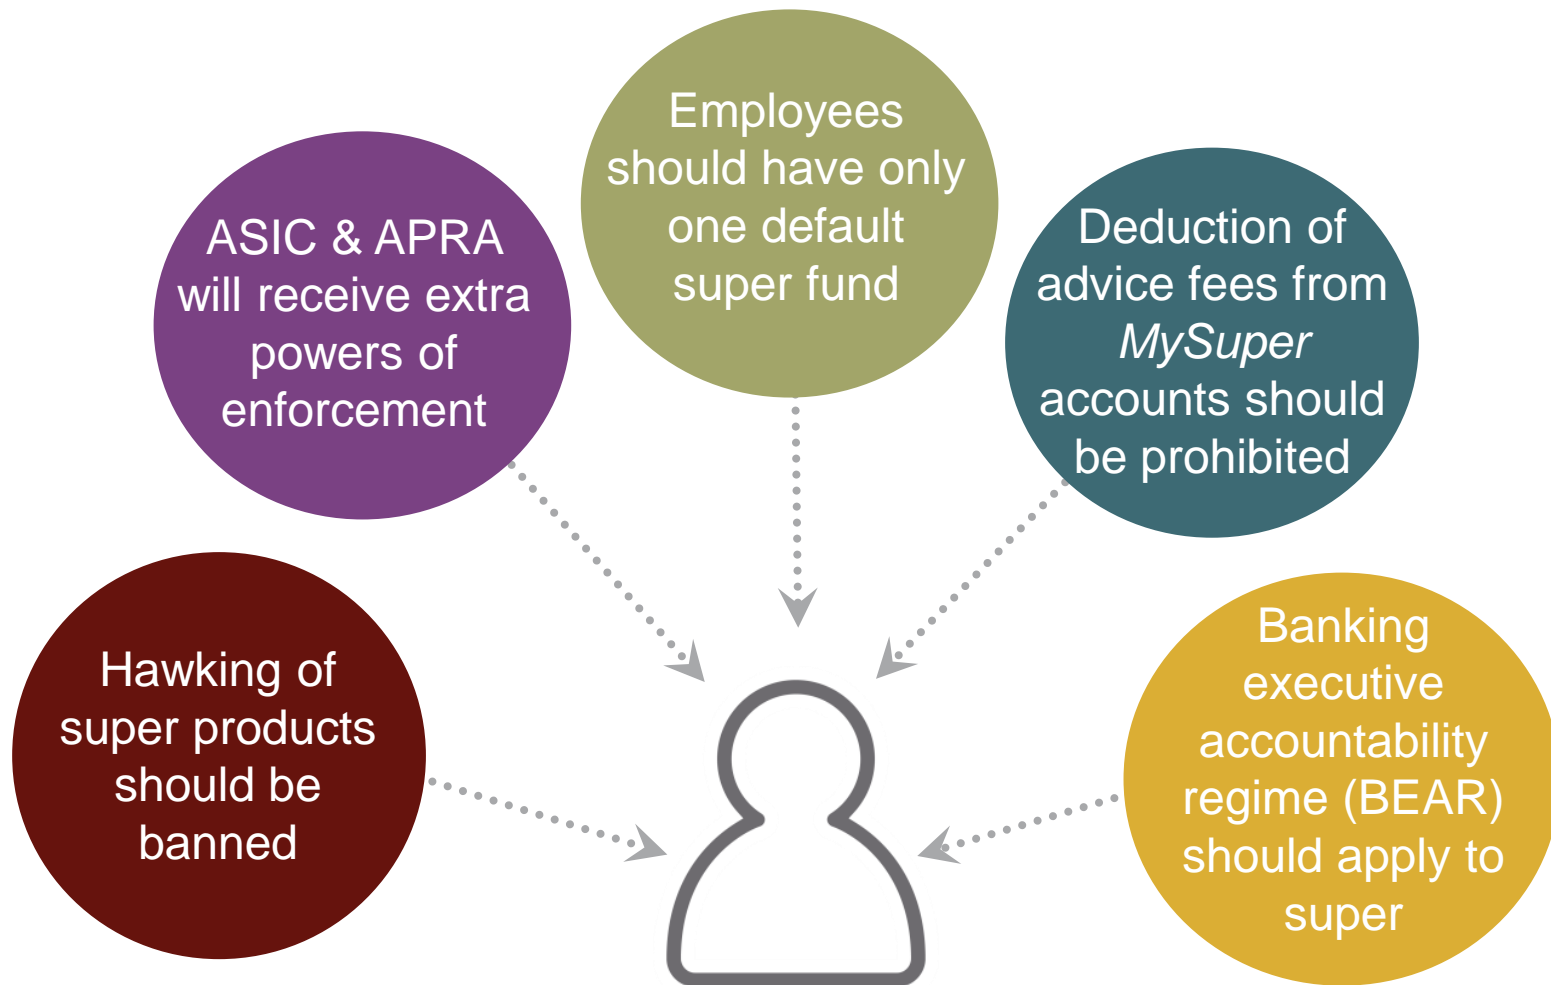 Employees
should have only
one default
super fund
ASIC & APRA
will receive extra
powers of
enforcement
Deduction of
advice fees from
MySuper
accounts should
be prohibited
Hawking of
super products
should be
banned
Banking
executive
accountability
regime (BEAR)
should apply to
super